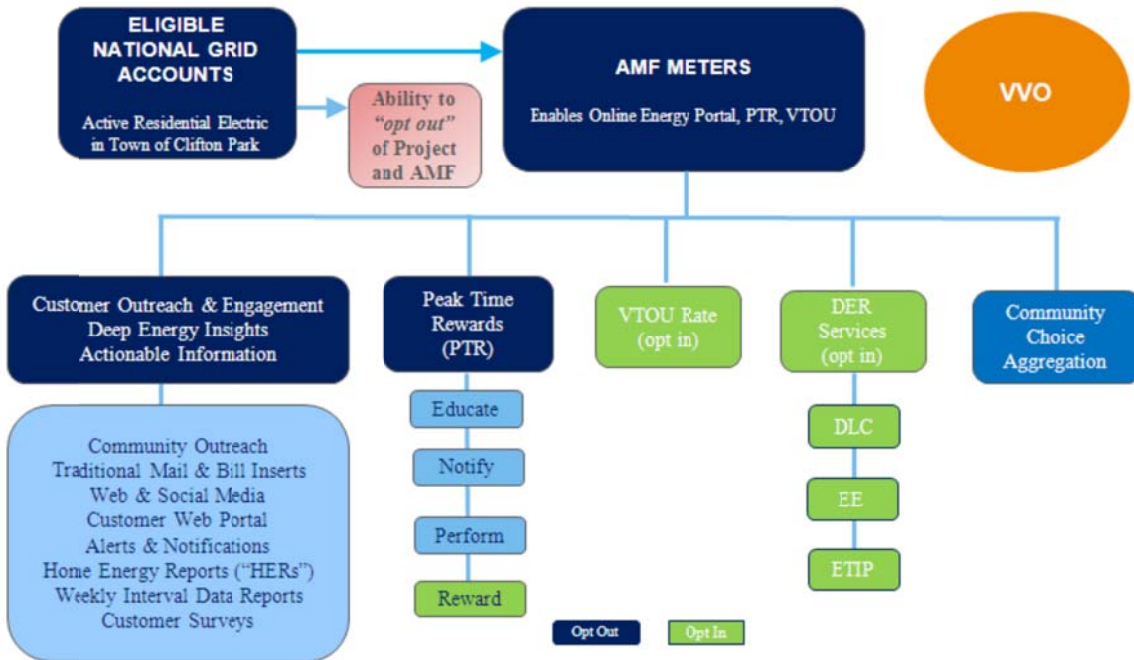 ELIGIBLE
NATIONAL GRID
ACCOUNTS
Active Residential Electric
in Town of Clifton Park
Ability to
“opt out”
of Project
and AMF
AMF METERS
Enables Online Energy Portal, PTR, VTOU
VVO
Customer Outreach & Engagement
Deep Energy Insights
Actionable Information
Community Outreach
Traditional Mail & Bill Inserts
Web & Social Media
Customer Web Portal
Alerts & Notifications
Home Energy Reports (“HERs”)
Weekly Interval Data Reports
Customer Surveys
Peak Time
Rewards
(PTR)
Educate
Notify
Perform
Reward
VTOU Rate
(opt in)
DER
Services
(opt in)
DLC
EE
ETIP
Community
Choice
Aggregation
Opt Out
Opt In